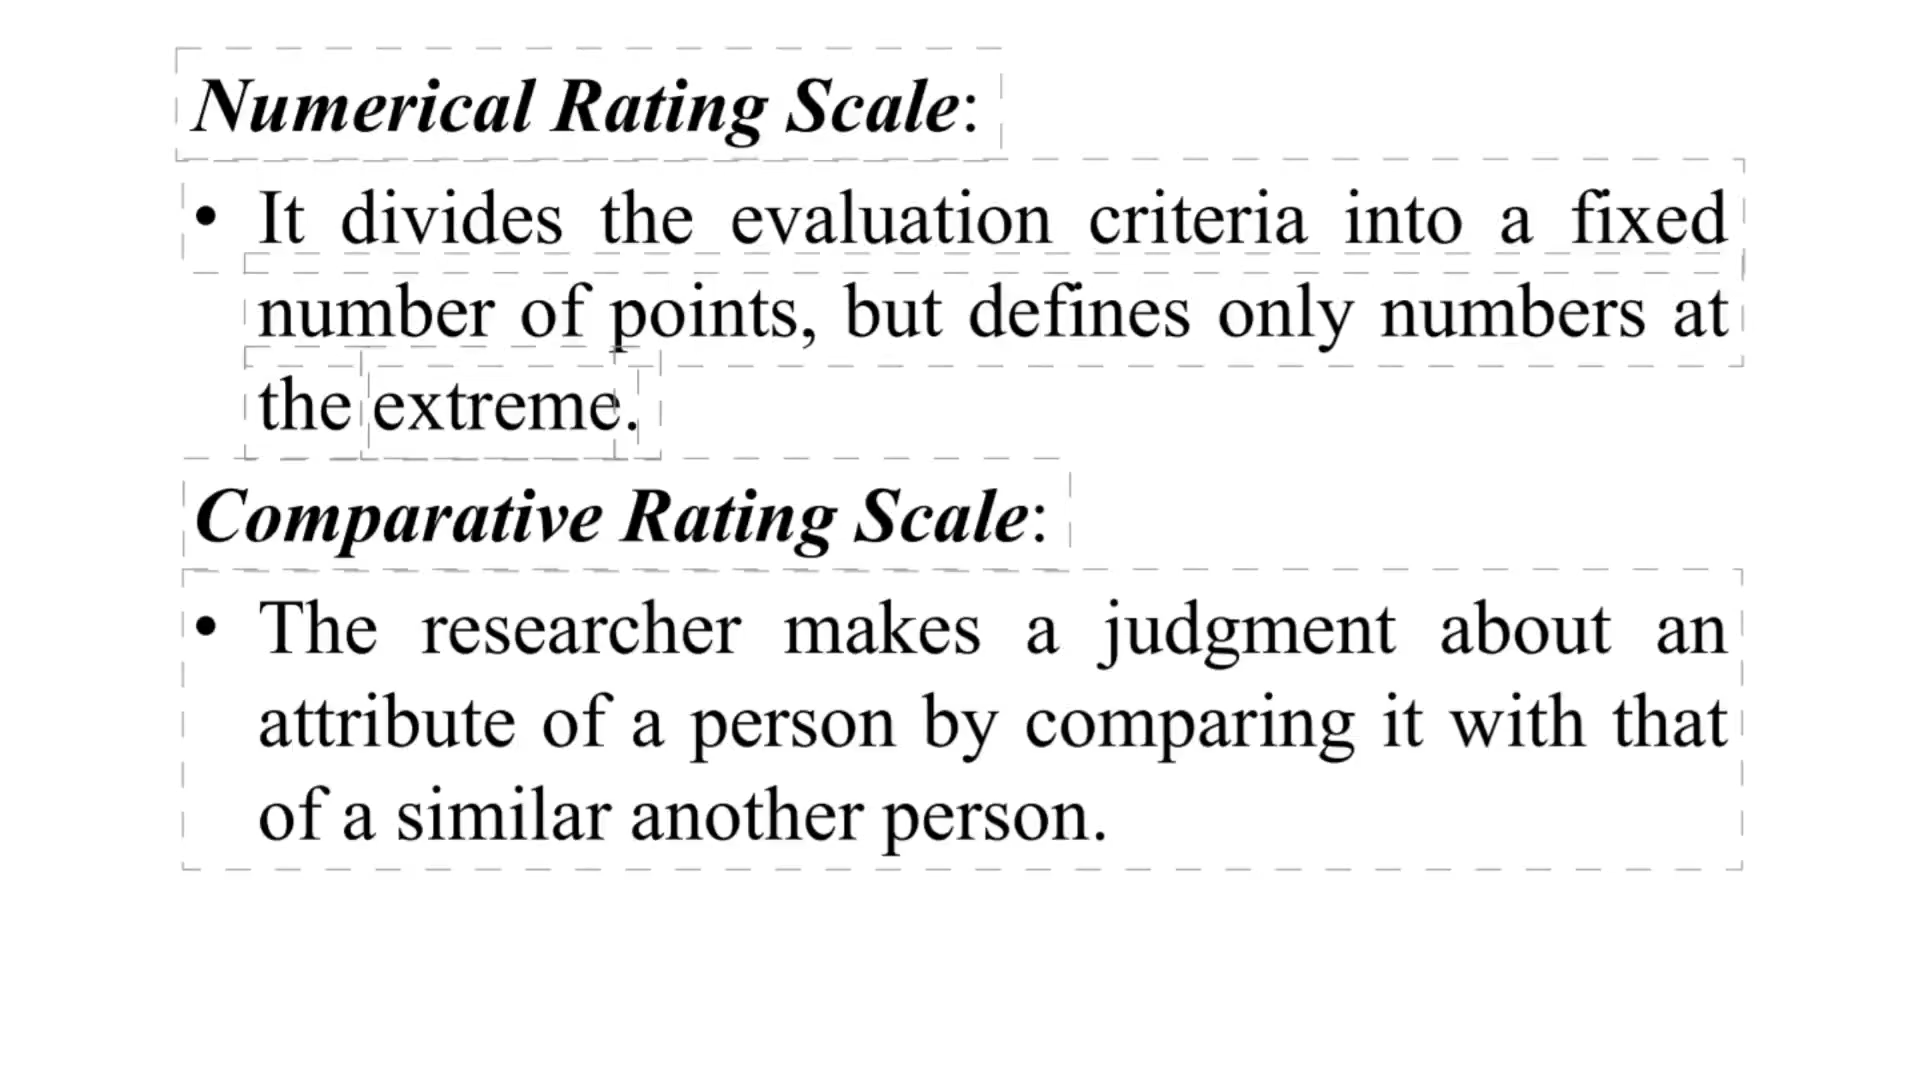 Numerical Rating Scale:
• It divides the evaluation criteria into a fixed
number of points, but defines only numbers at
the extreme.
Comparative Rating Scale:
• The researcher makes a judgment about an
attribute of a person by comparing it with that
of a similar another person.